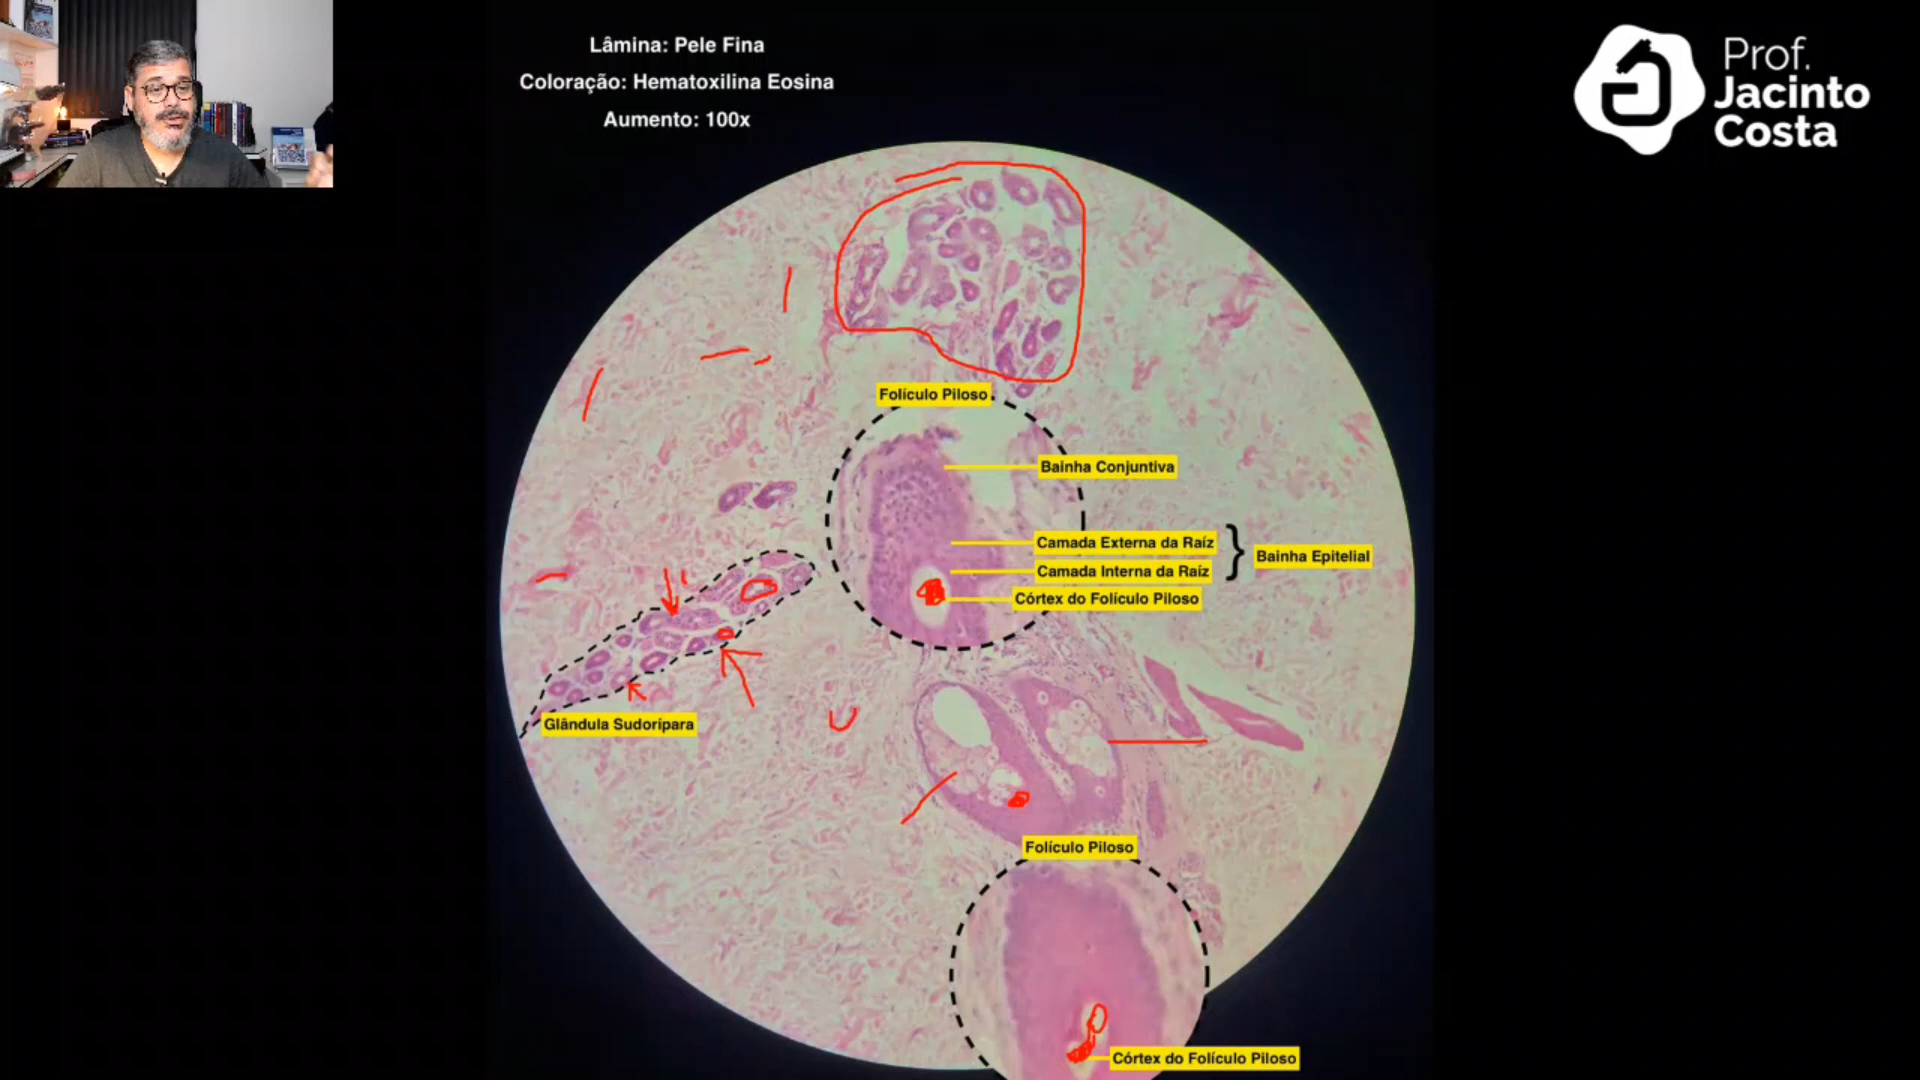 Lâmina: Pele Fina
Coloração: Hematoxilina Eosina
Aumento: 100x
Prof.
Jacinto
Costa
Folículo Piloso
Bainha Conjuntiva
Camada Externa da Raíz
Bainha Epitelial
Camada Interna da Raíz
Córtex do Folículo Piloso
Glândula Sudorípara
Folículo Piloso
Córtex do Folículo Piloso